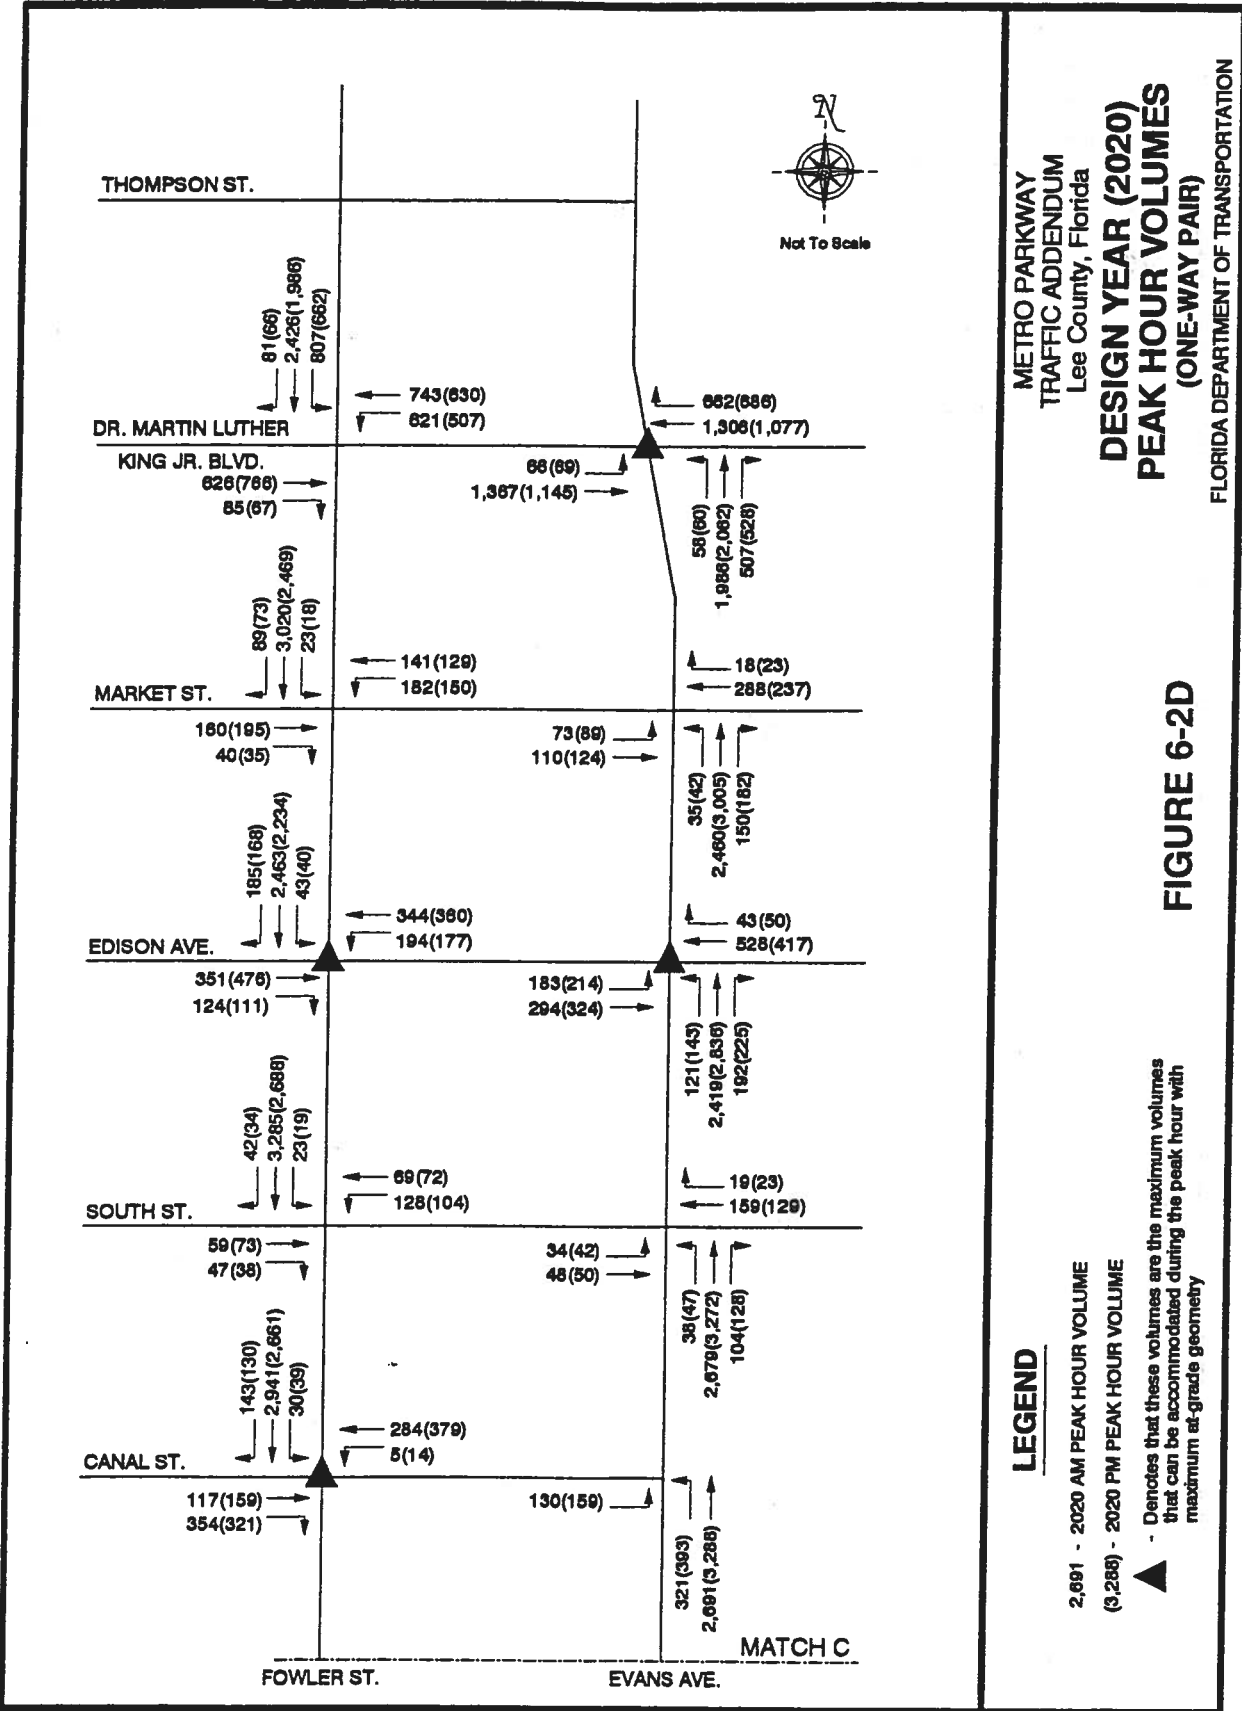 THOMPSON ST.
N
Not To Scale
81(66)
2,426(1,986)
807(662)
743(630)
621(507)
662(686)
1,306(1,077)
DR. MARTIN LUTHER
KING JR. BLVD.
626(766)
85(67)
66(69)
1,367(1,145)
58(60)
1,986(2,062)
507(528)
89(73)
3,020(2,469)
23(18)
141(129)
182(150)
18(23)
288(237)
MARKET ST.
160(195)
40(35)
73(89)
110(124)
35(42)
2,460(3,005)
150(182)
185(168)
2,463(2,234)
43(40)
344(360)
194(177)
43(50)
528(417)
EDISON AVE.
351(476)
124(111)
183(214)
294(324)
121(143)
2,419(2,836)
192(225)
42(34)
3,285(2,688)
23(19)
69(72)
128(104)
19(23)
159(129)
SOUTH ST.
59(73)
47(38)
34(42)
48(50)
38(47)
2,679(3,272)
104(128)
143(130)
2,941(2,661)
30(39)
284(379)
5(14)
CANAL ST.
117(159)
354(321)
130(159)
321(393)
2,691(3,288)
MATCH C
FOWLER ST.
EVANS AVE.
METRO PARKWAY
TRAFFIC ADDENDUM
Lee County, Florida
DESIGN YEAR (2020)
PEAK HOUR VOLUMES
(ONE-WAY PAIR)
FLORIDA DEPARTMENT OF TRANSPORTATION
FIGURE 6-2D
LEGEND
2,691 - 2020 AM PEAK HOUR VOLUME
(3,288) - 2020 PM PEAK HOUR VOLUME
- Denotes that these volumes are the maximum volumes
that can be accommodated during the peak hour with
maximum at-grade geometry